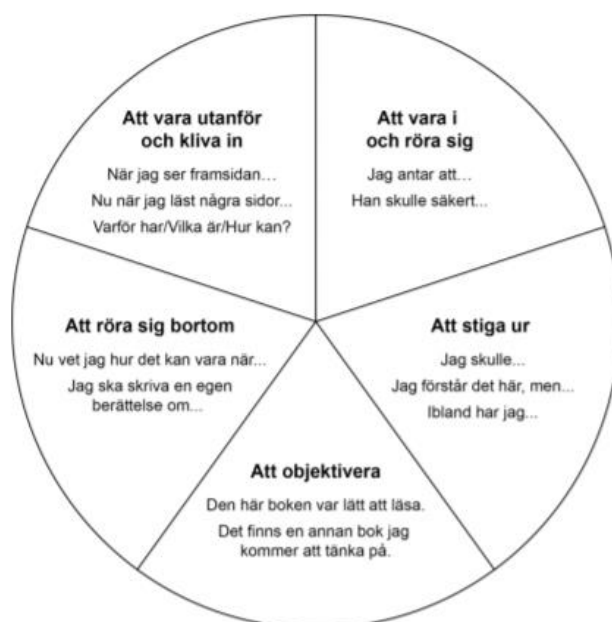 Att vara utanför
och kliva in
När jag ser framsidan...
Nu när jag läst några sidor...
Varför har/Vilka är/Hur kan?
Att vara i
och röra sig
Jag antar att...
Han skulle säkert...
Att stiga ur
Jag skulle...
Jag förstår det här, men...
Ibland har jag...
Att objektivera
Den här boken var lätt att läsa.
Det finns en annan bok jag
kommer att tänka på.
Att röra sig bortom
Nu vet jag hur det kan vara när...
Jag ska skriva en egen
berättelse om...